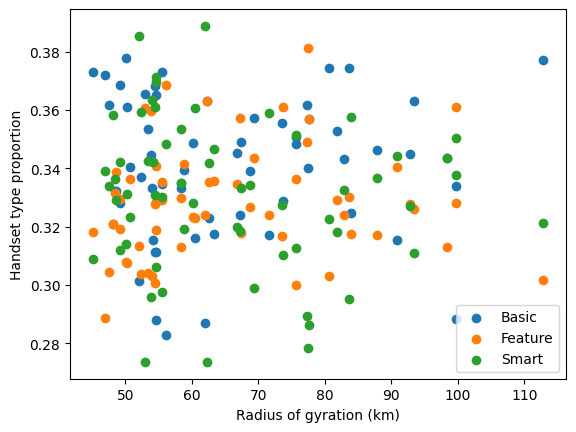 0.38
0.36
0.34
0.32
0.30
0.28
Handset type proportion
50
60
70
80
90
100
110
Radius of gyration (km)
Basic
Feature
Smart